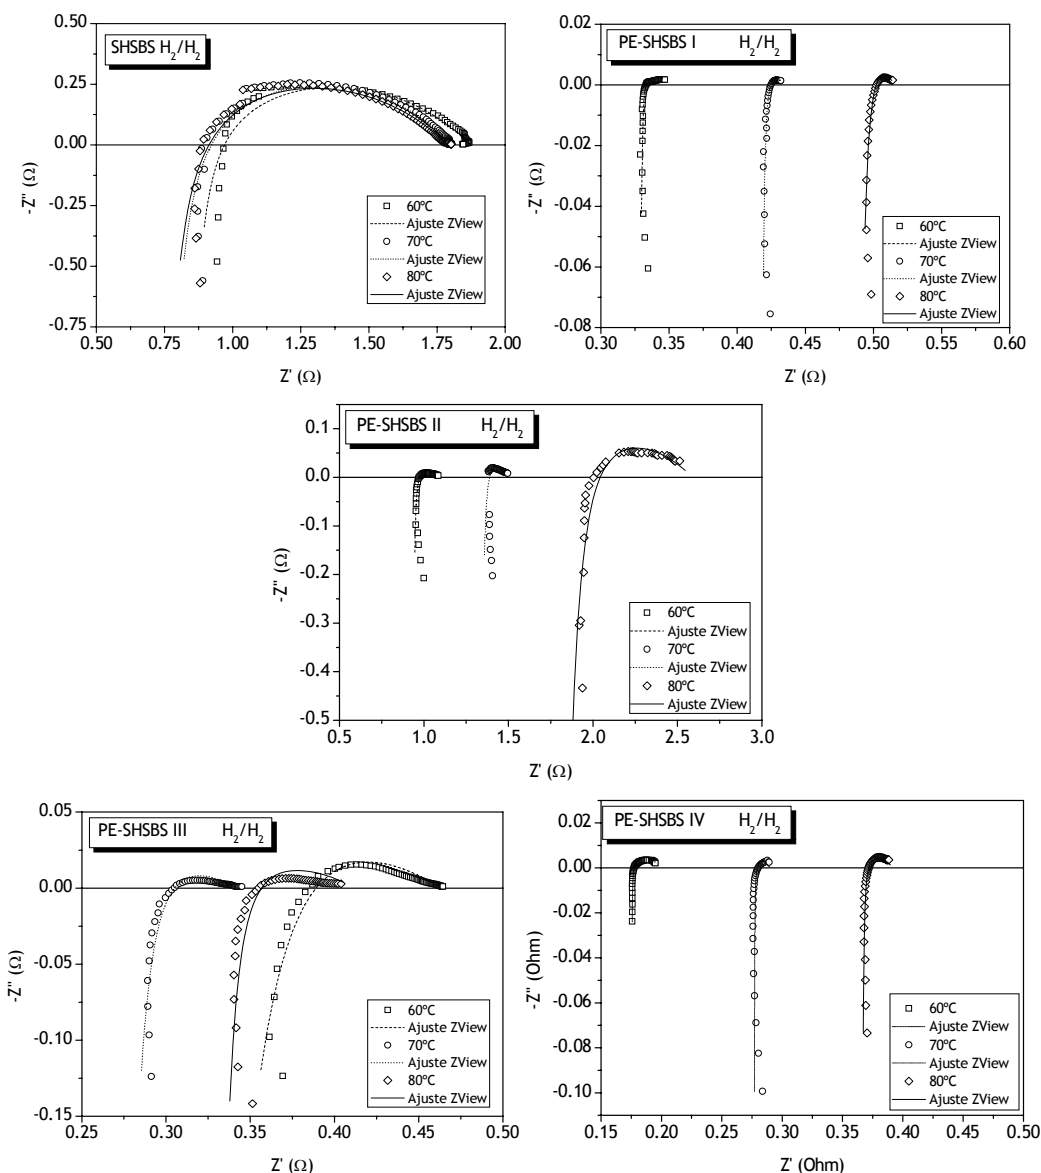 SHSBS H2/H2
0.50
0.25
0.00
-0.25
-0.50
-0.75
0.50 0.75 1.00 1.25 1.50 1.75 2.00
-Z'' (Ω)
Z' (Ω)
60ºC
Ajuste ZView
70ºC
Ajuste ZView
80ºC
Ajuste ZView
PE-SHSBS I H2/H2
0.02
0.00
-0.02
-0.04
-0.06
-0.08
0.30 0.35 0.40 0.45 0.50 0.55 0.60
-Z'' (Ω)
Z' (Ω)
60ºC
Ajuste ZView
70ºC
Ajuste ZView
80ºC
Ajuste ZView
PE-SHSBS II H2/H2
0.1
0.0
-0.1
-0.2
-0.3
-0.4
-0.5
0.5 1.0 1.5 2.0 2.5 3.0
-Z'' (Ω)
Z' (Ω)
60ºC
Ajuste ZView
70ºC
Ajuste ZView
80ºC
Ajuste ZView
PE-SHSBS III H2/H2
0.05
0.00
-0.05
-0.10
-0.15
0.25 0.30 0.35 0.40 0.45 0.50
-Z'' (Ω)
Z' (Ω)
60ºC
Ajuste ZView
70ºC
Ajuste ZView
80ºC
Ajuste ZView
PE-SHSBS IV H2/H2
0.02
0.00
-0.02
-0.04
-0.06
-0.08
-0.10
0.15 0.20 0.25 0.30 0.35 0.40 0.45 0.50
-Z'' (Ohm)
Z' (Ohm)
60ºC
Ajuste ZView
70ºC
Ajuste ZView
80ºC
Ajuste ZView